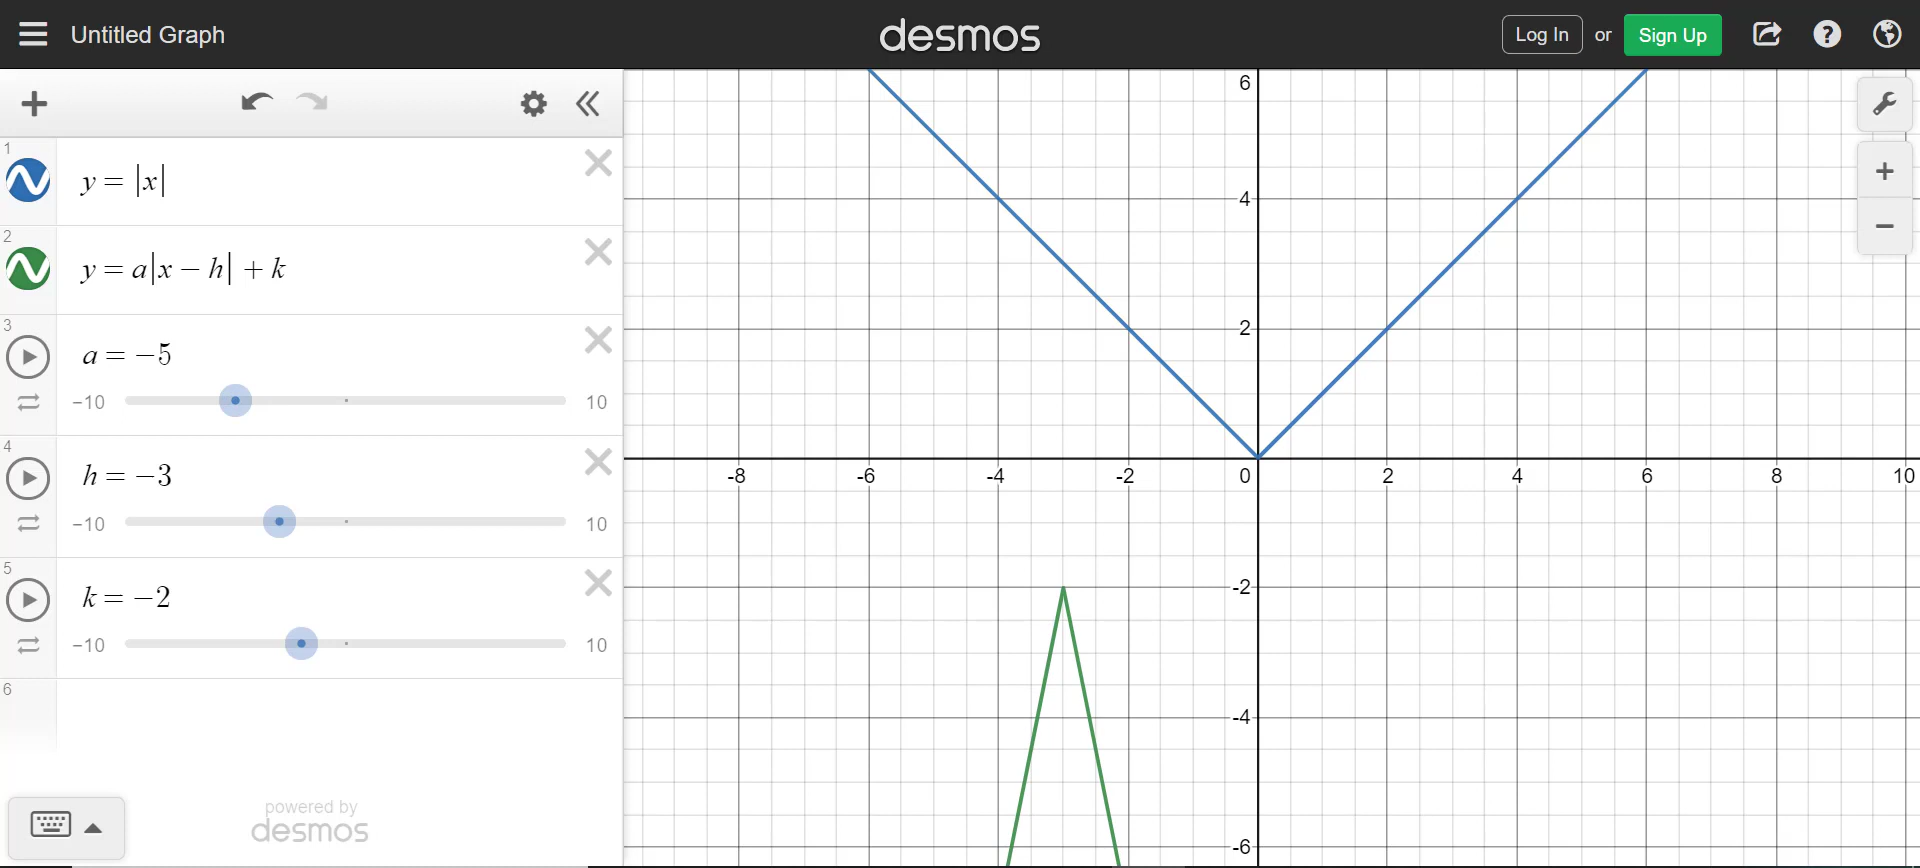 Untitled Graph
desmos
Log In or Sign Up
1
y = |x|
2
y = a|x − h| + k
3
a = −5
−10 10
4
h = −3
−10 10
5
k = −2
−10 10
6
powered by
desmos
6
4
2
-8 -6 -4 -2 0 2 4 6 8 10
-2
-4
-6